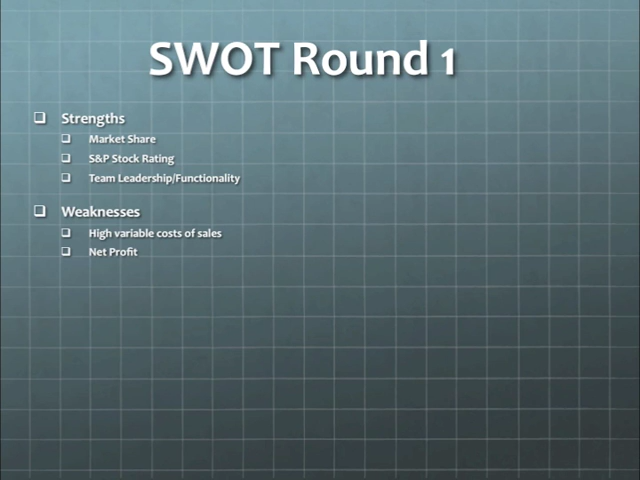 SWOT Round 1
Strengths
Market Share
S&P Stock Rating
Team Leadership/Functionality
Weaknesses
High variable costs of sales
Net Profit